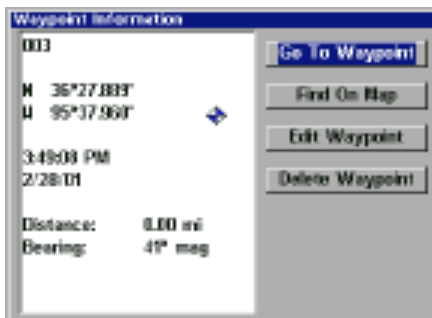 Waypoint Information
003
N 36°27.889'
W 95°37.960'
3:49:08 PM
2/28/01
Distance: 0.00 mi
Bearing: 41° mag
Go To Waypoint
Find On Map
Edit Waypoint
Delete Waypoint